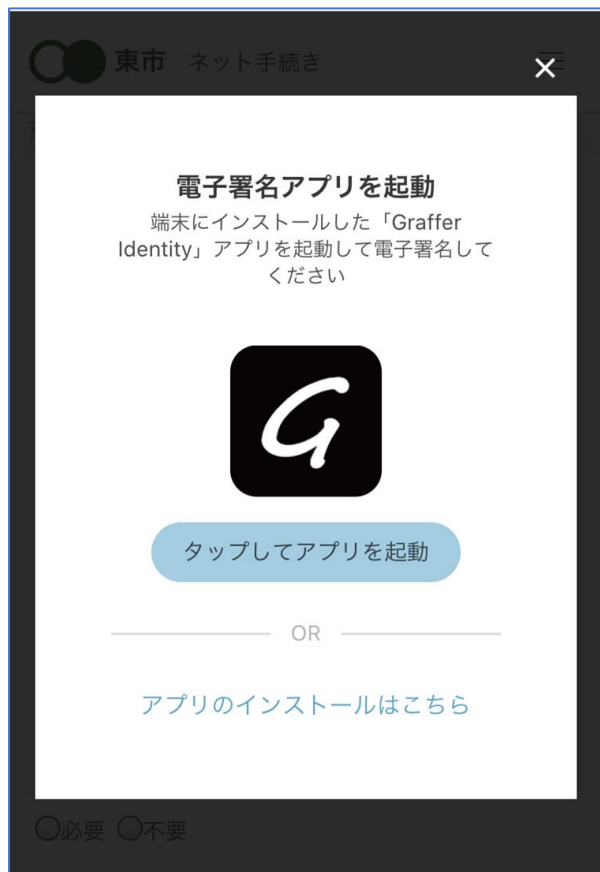 東市 ネット手続き
×
電子署名アプリを起動
端末にインストールした「Graffer
Identity」アプリを起動して電子署名して
ください
G
タップしてアプリを起動
OR
アプリのインストールはこちら
○必要 ○不要